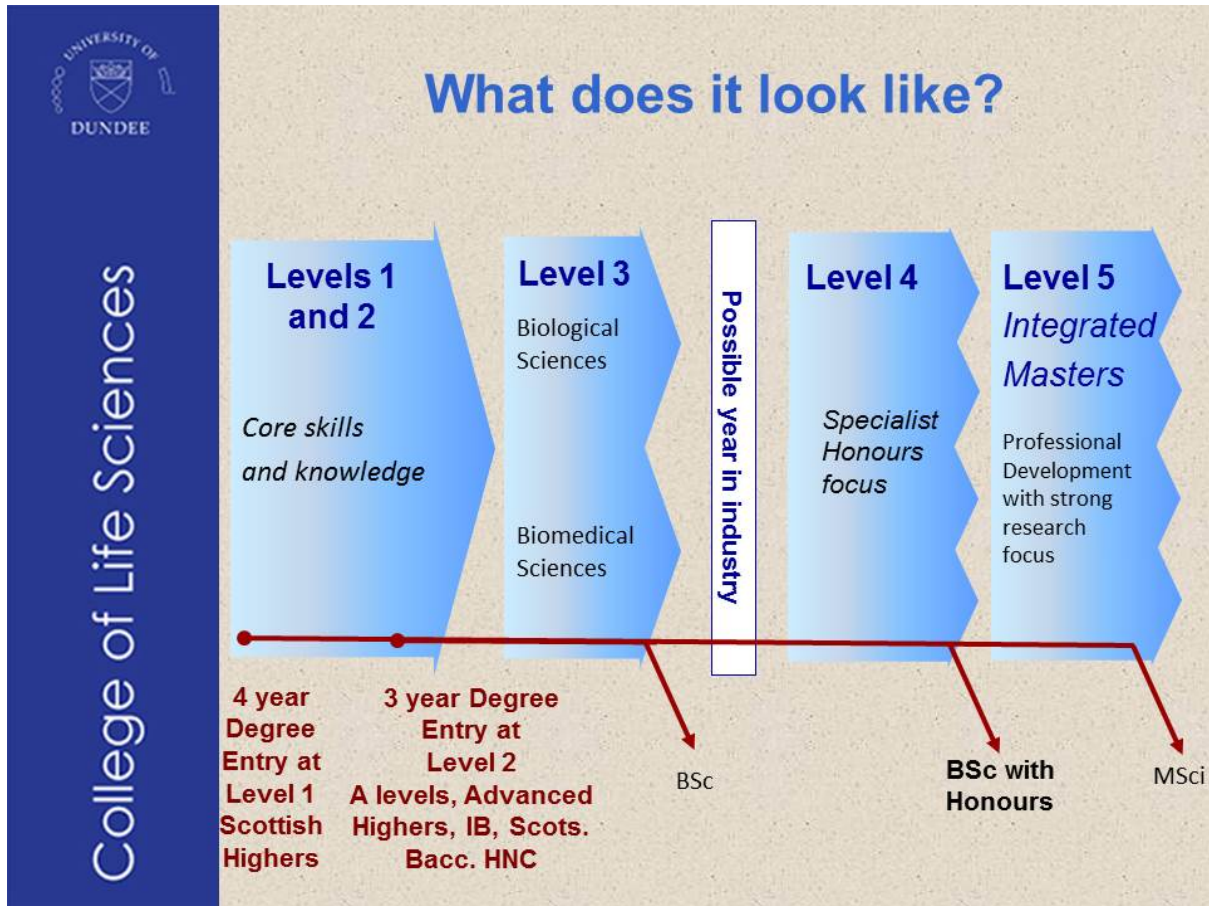 UNIVERSITY OF
DUNDEE
College of Life Sciences
What does it look like?
Levels 1
and 2
Core skills
and knowledge
Level 3
Biological
Sciences
Biomedical
Sciences
Possible year in industry
Level 4
Specialist
Honours
focus
Level 5
Integrated
Masters
Professional
Development
with strong
research
focus
4 year
Degree
Entry at
Level 1
Scottish
Highers
3 year Degree
Entry at
Level 2
A levels, Advanced
Highers, IB, Scots.
Bacc. HNC
BSc
BSc with
Honours
MSci